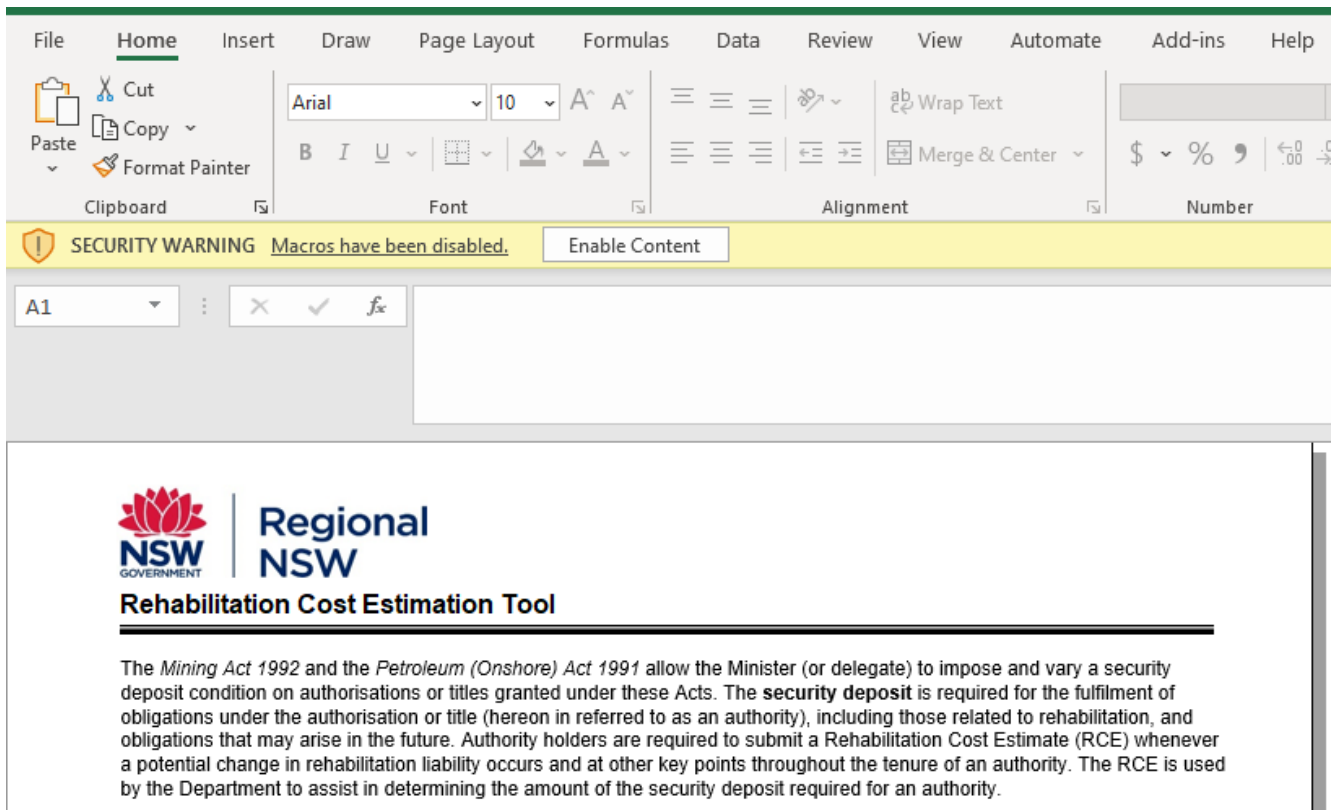 File Home Insert Draw Page Layout Formulas Data Review View Automate Add-ins Help
Cut
Copy
Paste
Format Painter
Arial 10 A A
B I U A
ab
c Wrap Text
Merge & Center
$ % 9 .00
Clipboard Font Alignment Number
SECURITY WARNING Macros have been disabled. Enable Content
A1 fx
NSW
GOVERNMENT
Regional
NSW
Rehabilitation Cost Estimation Tool
The Mining Act 1992 and the Petroleum (Onshore) Act 1991 allow the Minister (or delegate) to impose and vary a security
deposit condition on authorisations or titles granted under these Acts. The security deposit is required for the fulfilment of
obligations under the authorisation or title (hereon in referred to as an authority), including those related to rehabilitation, and
obligations that may arise in the future. Authority holders are required to submit a Rehabilitation Cost Estimate (RCE) whenever
a potential change in rehabilitation liability occurs and at other key points throughout the tenure of an authority. The RCE is used
by the Department to assist in determining the amount of the security deposit required for an authority.